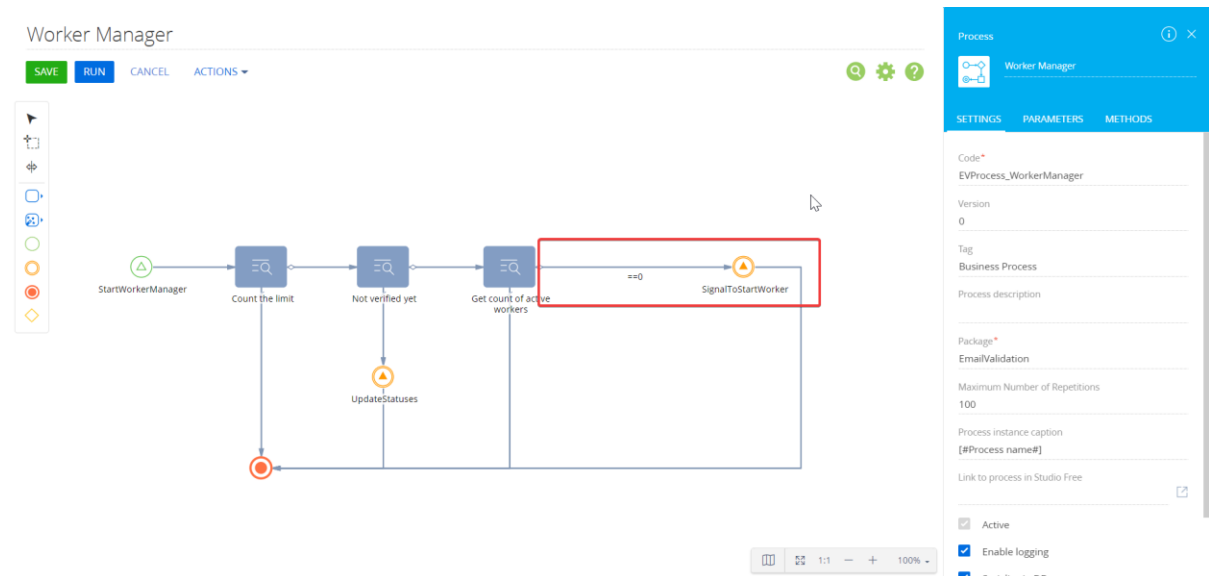 Worker Manager
SAVE
RUN
CANCEL
ACTIONS
StartWorkerManager
Count the limit
Not verified yet
Get count of active
workers
==0
SignalToStartWorker
UpdateStatuses
1:1
100%
Process
Worker Manager
SETTINGS
PARAMETERS
METHODS
Code*
EVProcess_WorkerManager
Version
0
Tag
Business Process
Process description
Package*
EmailValidation
Maximum Number of Repetitions
100
Process instance caption
[#Process name#]
Link to process in Studio Free
Active
Enable logging